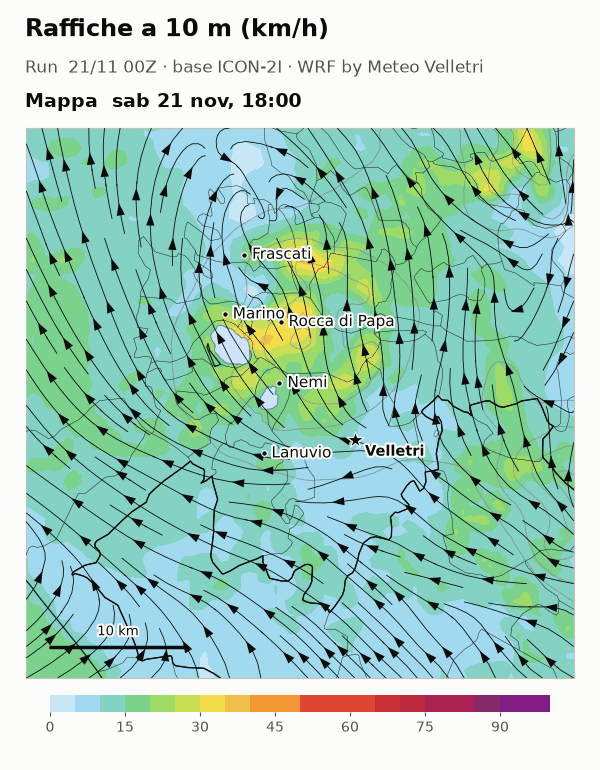 Raffiche a 10 m (km/h)
Run 21/11 00Z · base ICON-2I · WRF by Meteo Velletri
Mappa sab 21 nov, 18:00
Frascati
Marino
Rocca di Papa
Nemi
Lanuvio
Velletri
10 km
0 15 30 45 60 75 90